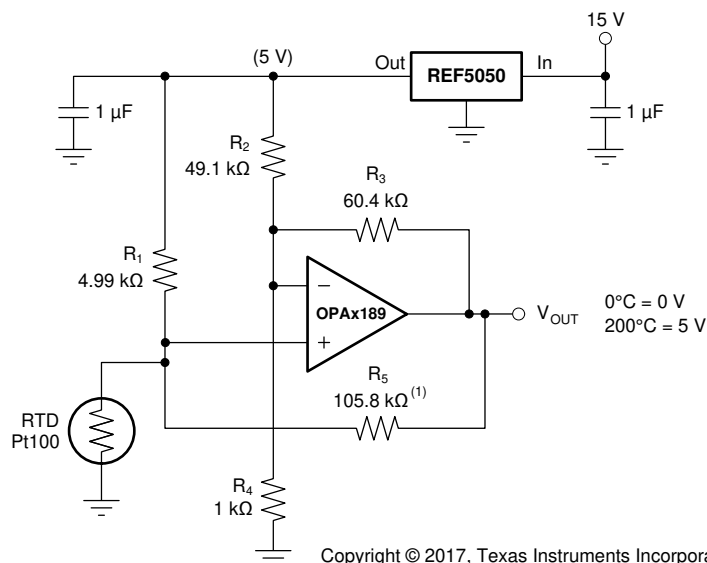 15 V
(5 V)
Out
REF5050
In
1 µF
1 µF
R2
49.1 kΩ
R3
60.4 kΩ
R1
4.99 kΩ
−
OPAx189
+
VOUT
0°C = 0 V
200°C = 5 V
R5
105.8 kΩ(1)
RTD
Pt100
R4
1 kΩ
Copyright © 2017, Texas Instruments Incorpora